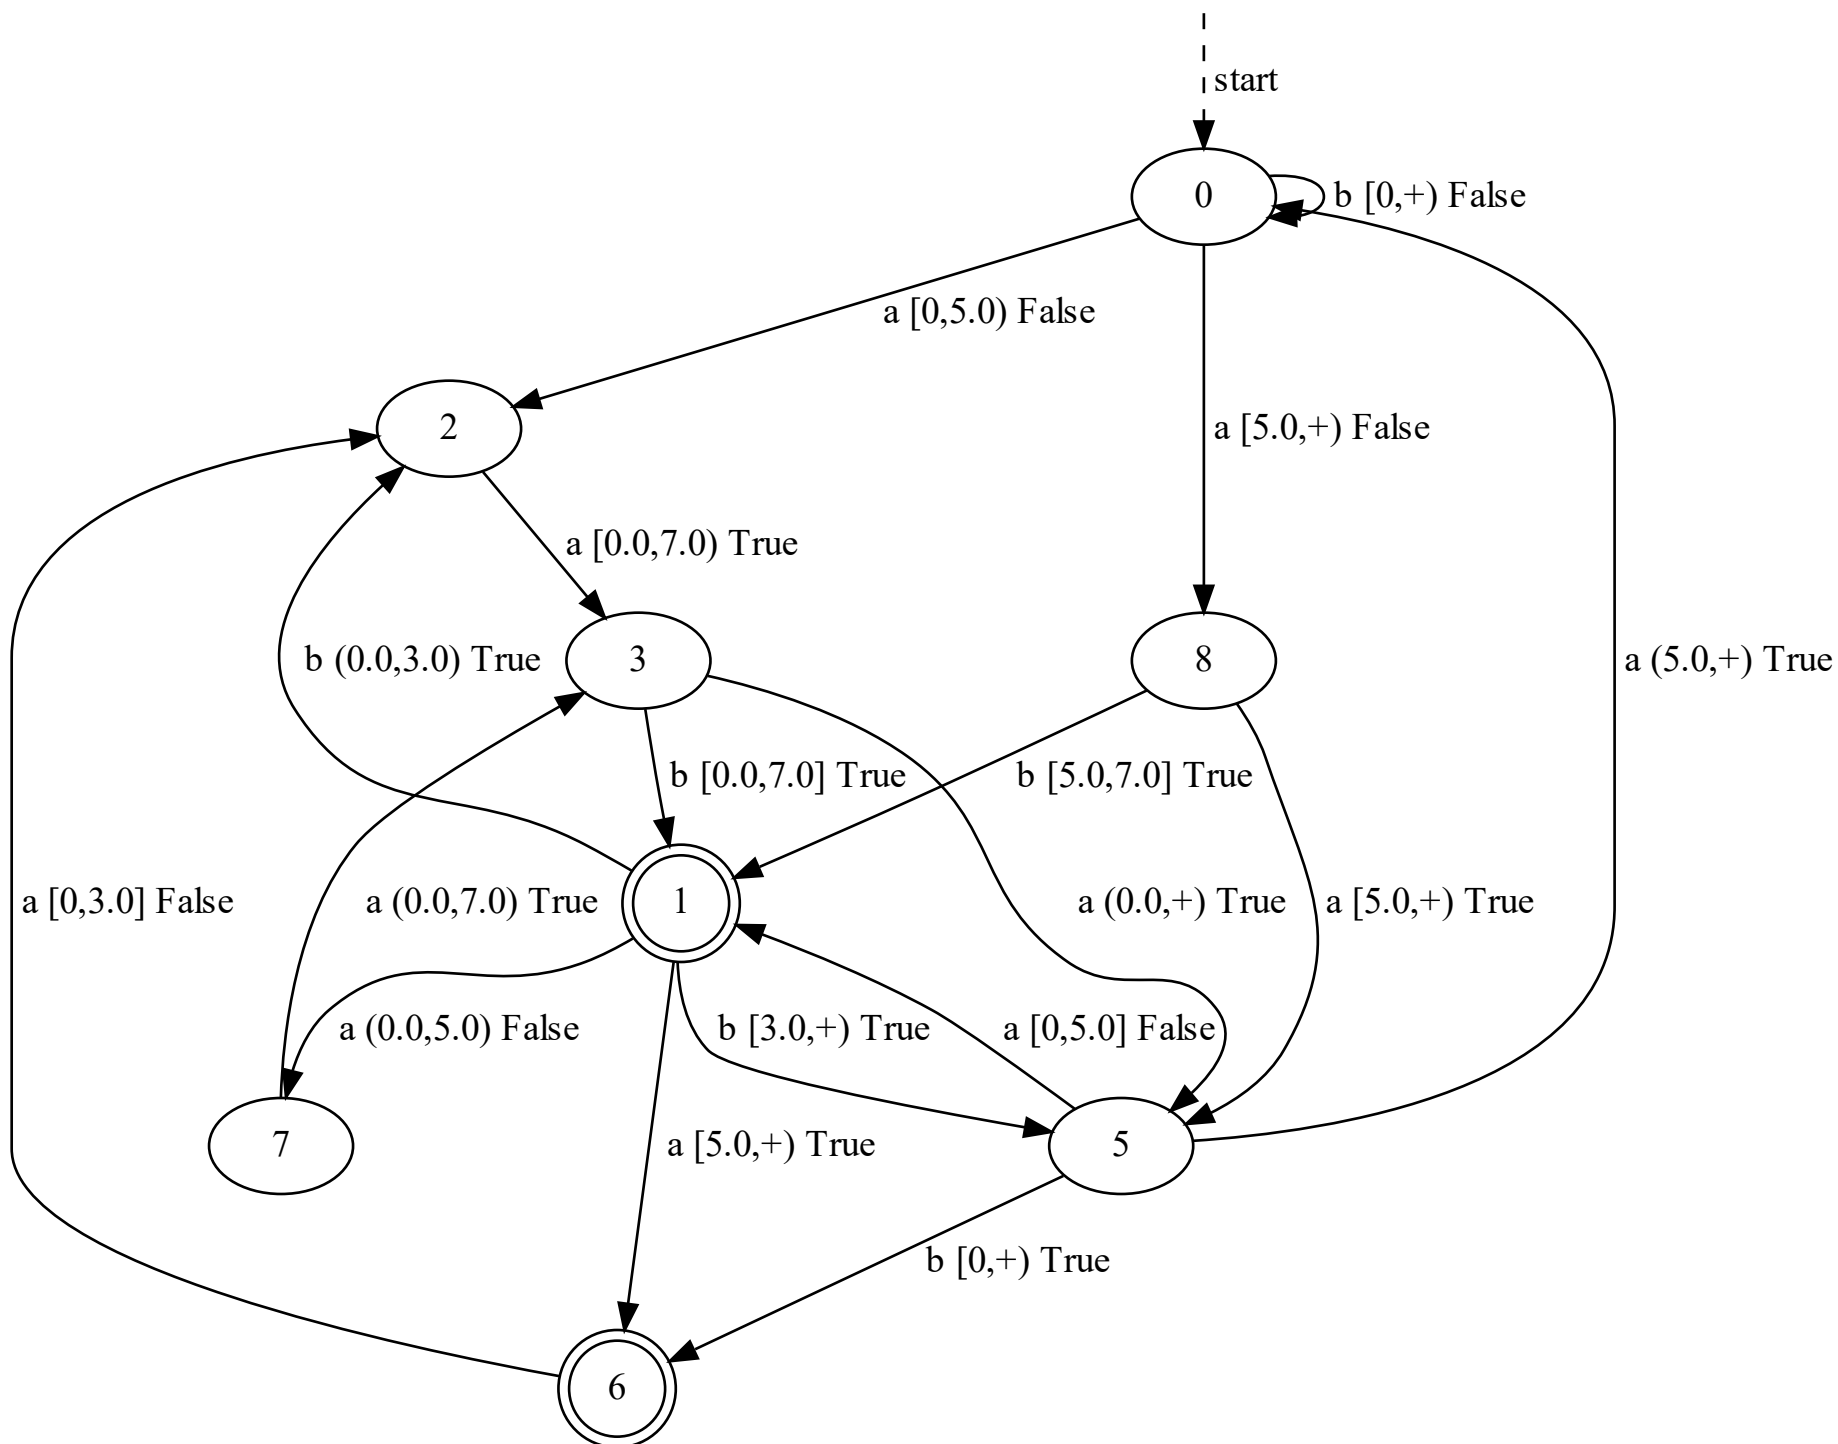 start
0
b [0,+) False
a [0,5.0) False
2
a [5.0,+) False
a [0.0,7.0) True
b (0.0,3.0) True
3
8
a (5.0,+) True
b [0.0,7.0] True
b [5.0,7.0] True
a [0,3.0] False
a (0.0,7.0) True
1
a (0.0,+) True
a [5.0,+) True
a (0.0,5.0) False
b [3.0,+) True
a [0,5.0] False
7
a [5.0,+) True
5
b [0,+) True
6